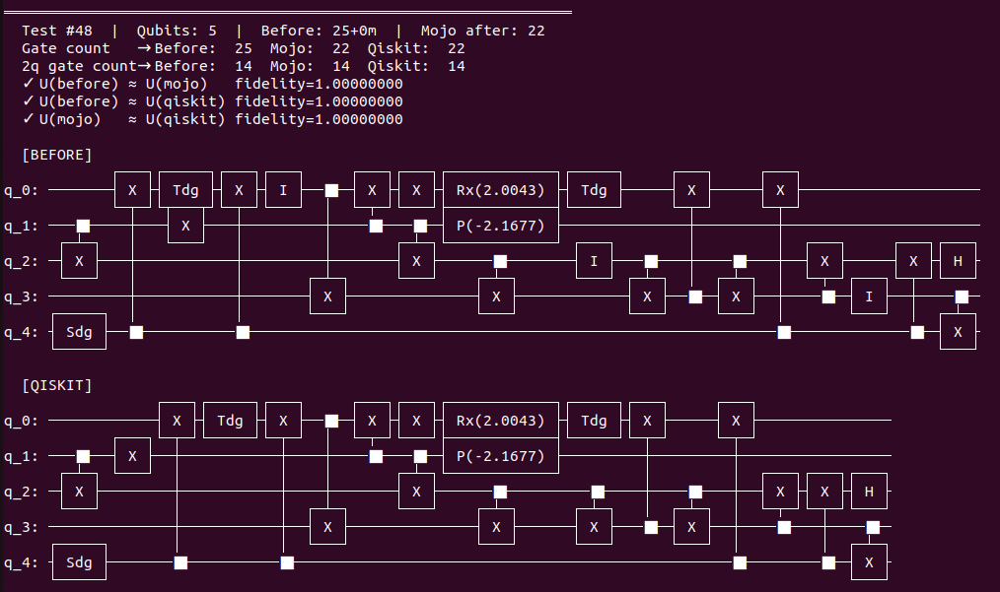 Test #48 | Qubits: 5 | Before: 25+0m | Mojo after: 22
Gate count →Before: 25 Mojo: 22 Qiskit: 22
2q gate count→Before: 14 Mojo: 14 Qiskit: 14
✓ U(before) ≈ U(mojo) fidelity=1.00000000
✓ U(before) ≈ U(qiskit) fidelity=1.00000000
✓ U(mojo) ≈ U(qiskit) fidelity=1.00000000
[BEFORE]
q_0: X Tdg X I X X Rx(2.0043) Tdg X X
q_1: X P(-2.1677)
q_2: X X I X X H
q_3: X X X X I
q_4: Sdg X
[QISKIT]
q_0: X Tdg X X X Rx(2.0043) Tdg X X
q_1: X P(-2.1677)
q_2: X X X X H
q_3: X X X X
q_4: Sdg X